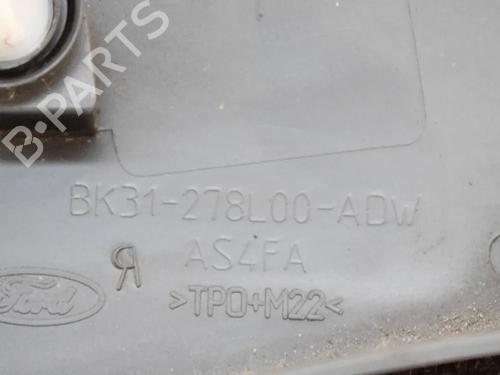 B-PARTS
BK31-278L00-ADW
AS4FA
Ford
>TPO+M22<